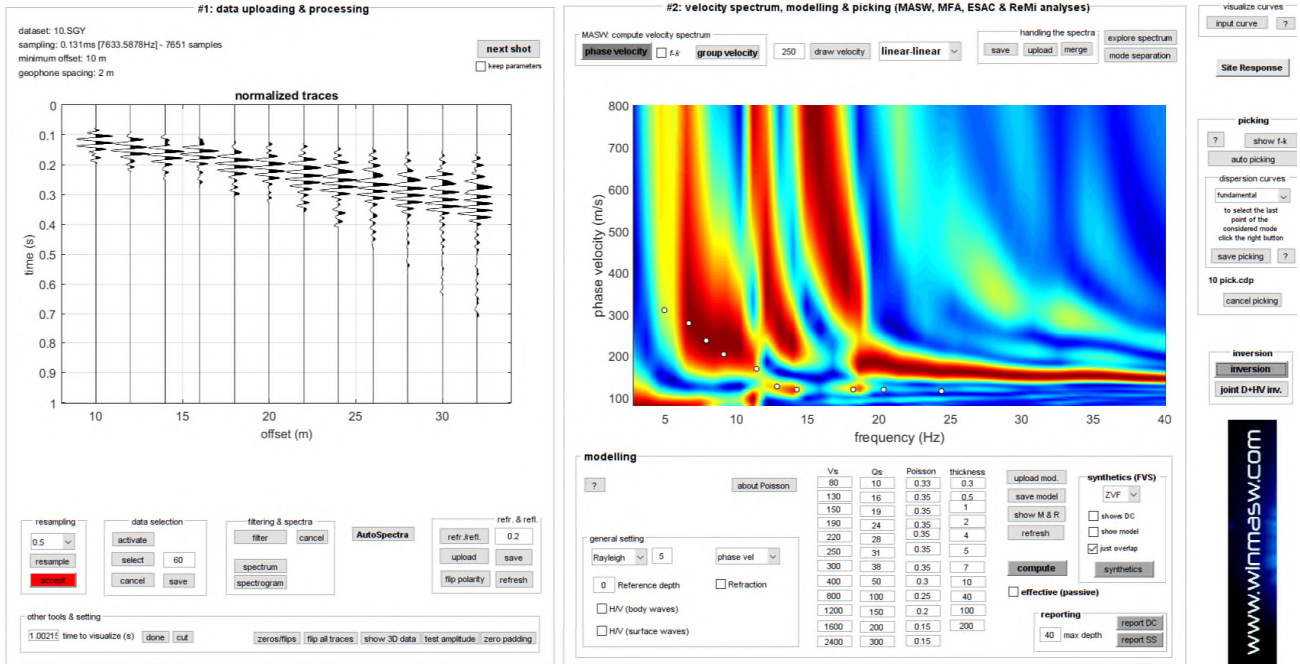 #1: data uploading & processing
dataset: 10.SGY
sampling: 0.131ms [7633.5878Hz] - 7651 samples
minimum offset: 10 m
geophone spacing: 2 m
next shot
keep parameters
normalized traces
0
0.1
0.2
0.3
0.4
0.5
0.6
0.7
0.8
0.9
1
time (s)
10 15 20 25 30
offset (m)
resampling
0.5
resample
accept
data selection
activate
select 60
cancel save
filtering & spectra
filter cancel
spectrum
spectrogram
AutoSpectra
refr. & refl.
refr./refl. 0.2
upload save
flip polarity refresh
other tools & setting
1.00215 time to visualize (s) done cut zeros/flips flip all traces show 3D data test amplitude zero padding
#2: velocity spectrum, modelling & picking (MASW, MFA, ESAC & ReMi analyses)
MASW: compute velocity spectrum
phase velocity f-k group velocity 250 draw velocity linear-linear
handling the spectra
save upload merge
explore spectrum
mode separation
800
700
600
500
400
300
200
100
phase velocity (m/s)
5 10 15 20 25 30 35 40
frequency (Hz)
modelling
? about Poisson
general setting
Rayleigh 5 phase vel
0 Reference depth Refraction
H/V (body waves)
H/V (surface waves)
Vs Qs Poisson thickness
80 10 0.33 0.3
130 16 0.35 0.5
150 19 0.35 1
190 24 0.35 2
220 28 0.35 4
250 31 0.35 5
300 38 0.35 7
400 50 0.3 10
800 100 0.25 40
1200 150 0.2 100
1600 200 0.15 200
2400 300 0.15
upload mod.
save model
show M & R
refresh
compute
effective (passive)
synthetics (FVS)
ZVF
shows DC
show model
just overlap
synthetics
reporting
40 max depth
report DC
report SS
visualize curves
input curve ?
Site Response
picking
? show f-k
auto picking
dispersion curves
fundamental
to select the last
point of the
considered mode
click the right button
save picking ?
10 pick.cdp
cancel picking
inversion
inversion
joint D+HV inv.
www.winmasw.com